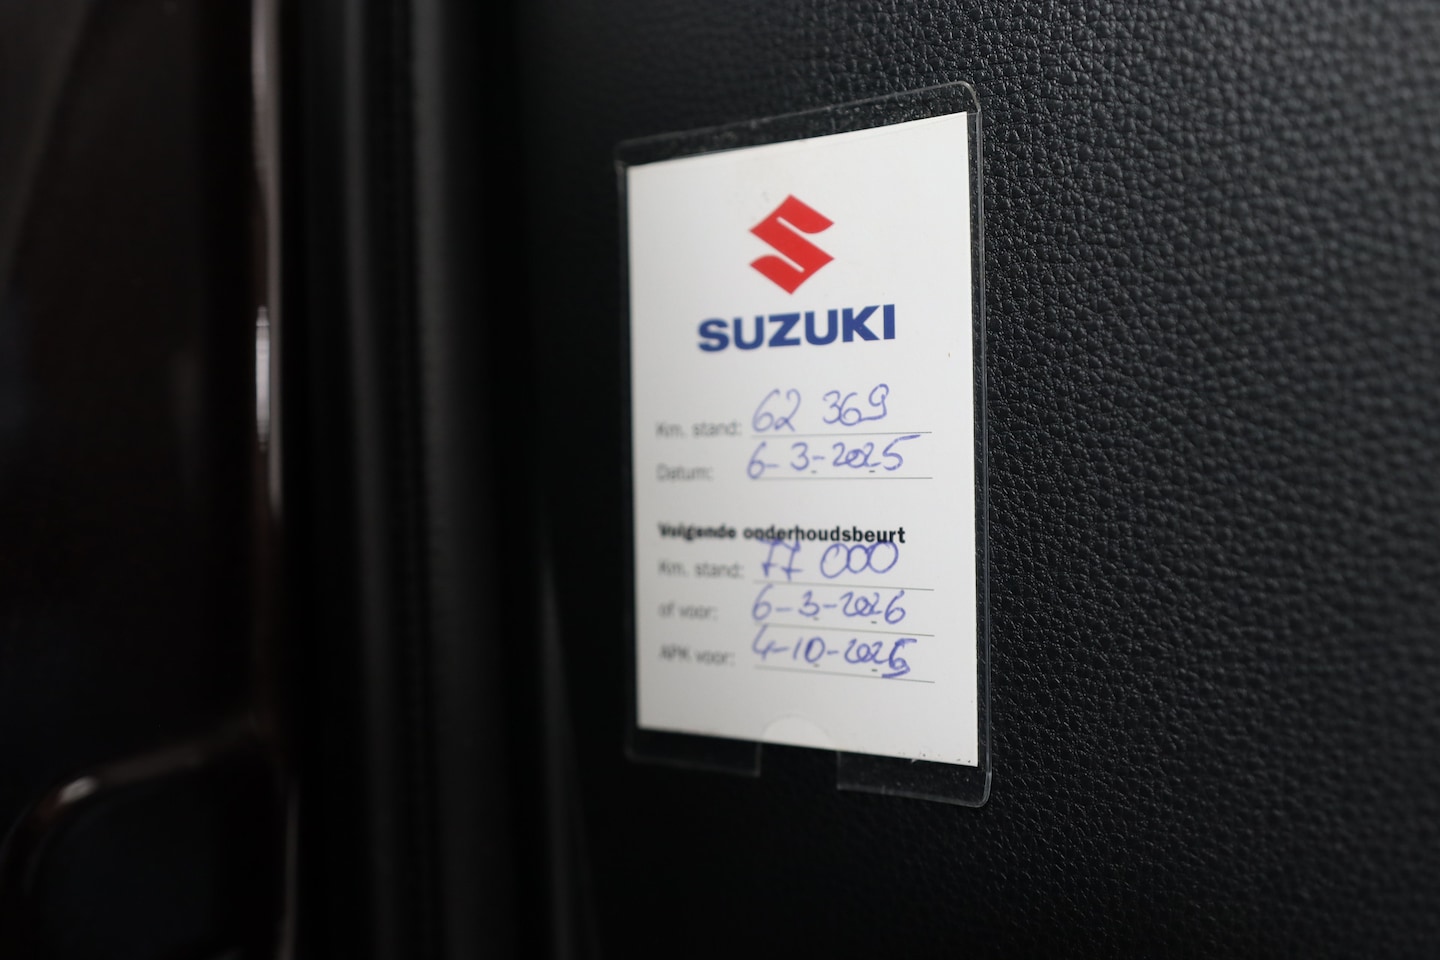 SUZUKI
Km. stand: 62 369
Datum: 6-3-2025
Volgende onderhoudsbeurt
Km. stand: 77 000
of voor: 6-3-2026
APK voor: 4-10-2025